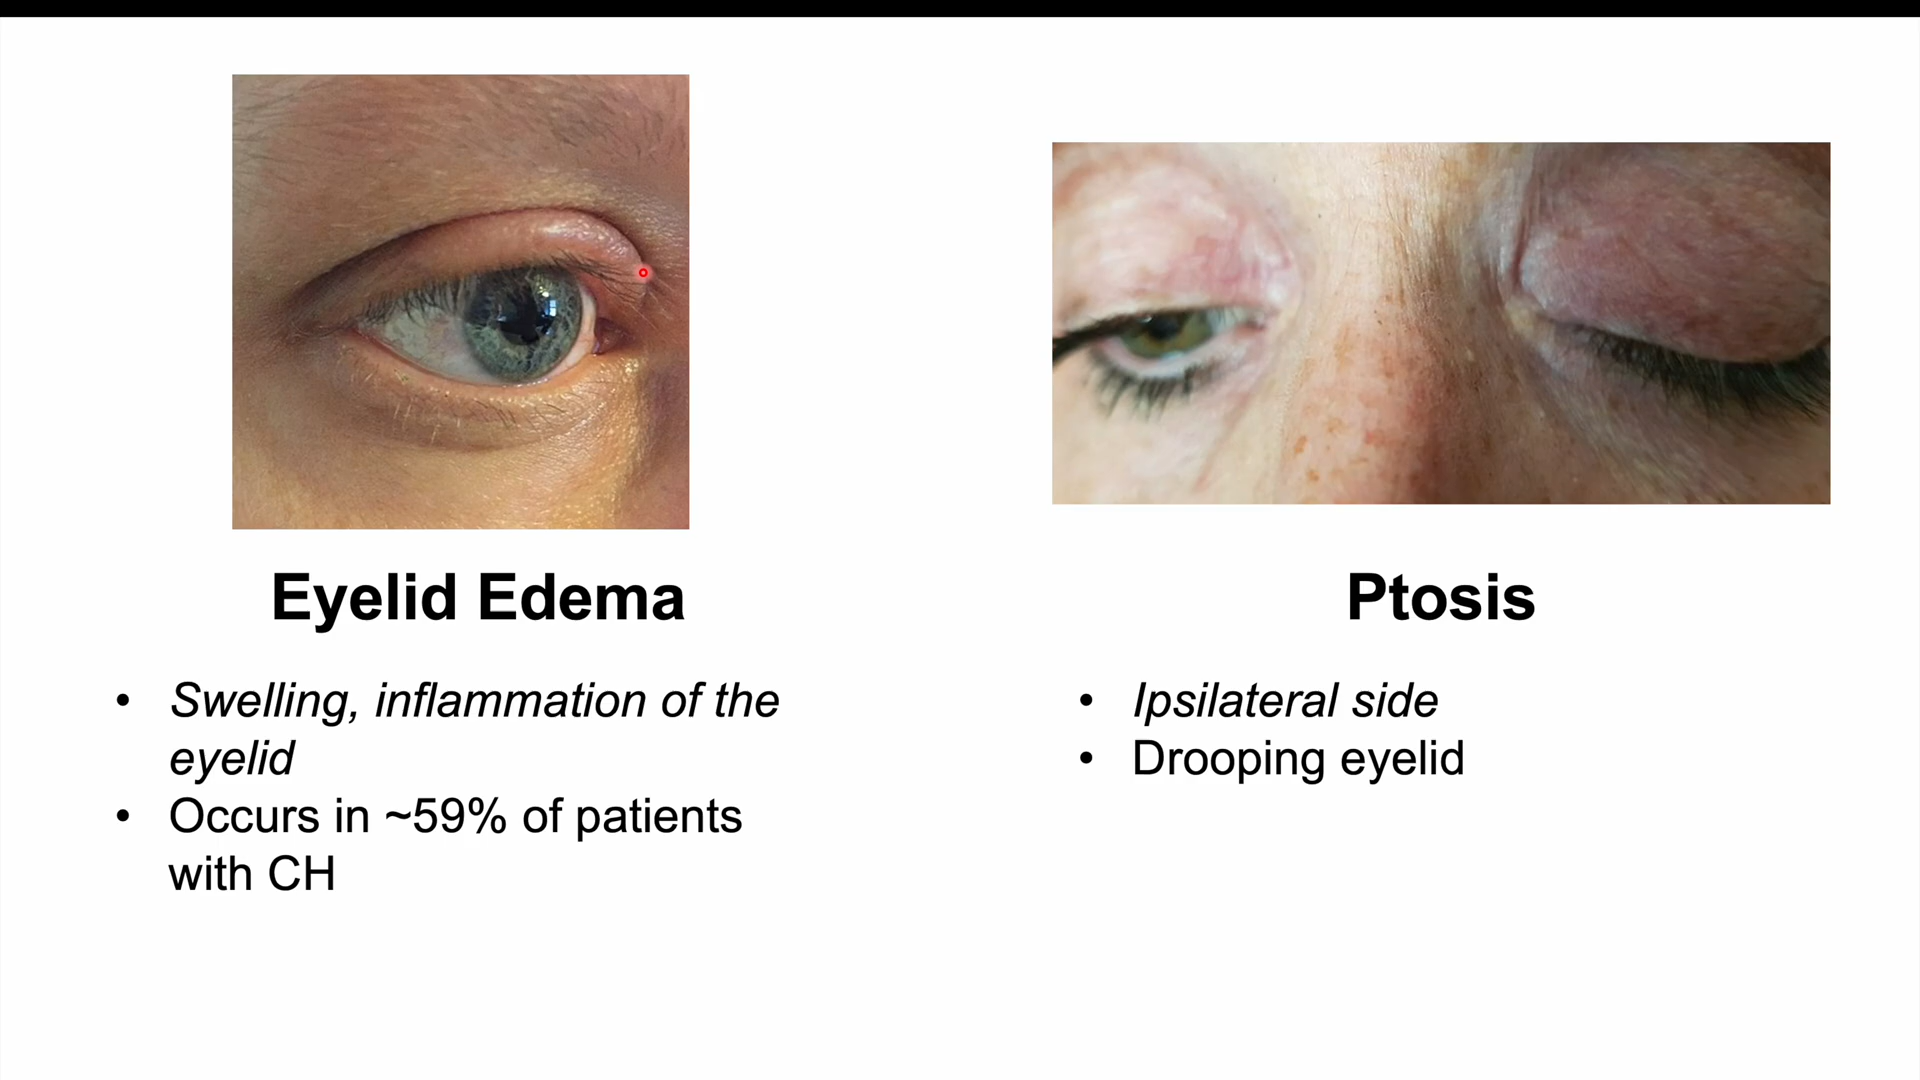 Eyelid Edema
• Swelling, inflammation of the
eyelid
• Occurs in ~59% of patients
with CH
Ptosis
• Ipsilateral side
• Drooping eyelid